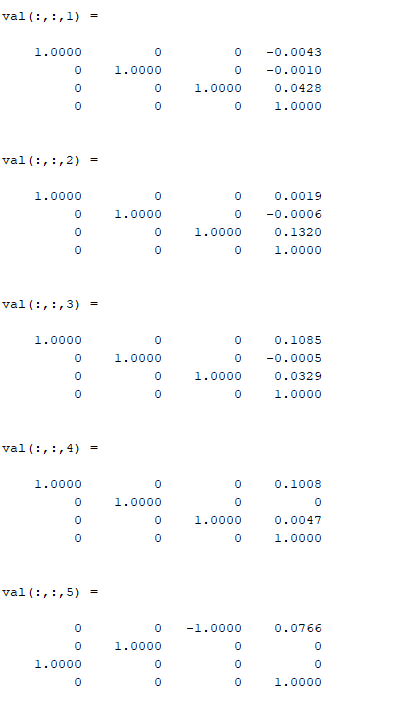 val(:,:,1) =
1.0000 0 0 -0.0043
0 1.0000 0 -0.0010
0 0 1.0000 0.0428
0 0 0 1.0000
val(:,:,2) =
1.0000 0 0 0.0019
0 1.0000 0 -0.0006
0 0 1.0000 0.1320
0 0 0 1.0000
val(:,:,3) =
1.0000 0 0 0.1085
0 1.0000 0 -0.0005
0 0 1.0000 0.0329
0 0 0 1.0000
val(:,:,4) =
1.0000 0 0 0.1008
0 1.0000 0 0
0 0 1.0000 0.0047
0 0 0 1.0000
val(:,:,5) =
0 0 -1.0000 0.0766
0 1.0000 0 0
1.0000 0 0 0
0 0 0 1.0000